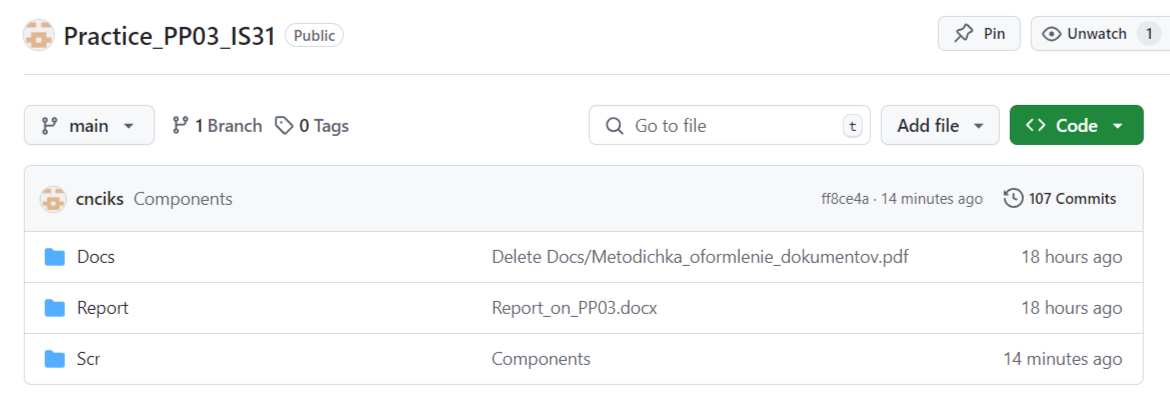 Practice_PP03_IS31 Public Pin Unwatch 1
main 1 Branch 0 Tags Go to file t Add file Code
cnciks Components ff8ce4a · 14 minutes ago 107 Commits
Docs Delete Docs/Metodichka_oformlenie_dokumentov.pdf 18 hours ago
Report Report_on_PP03.docx 18 hours ago
Scr Components 14 minutes ago